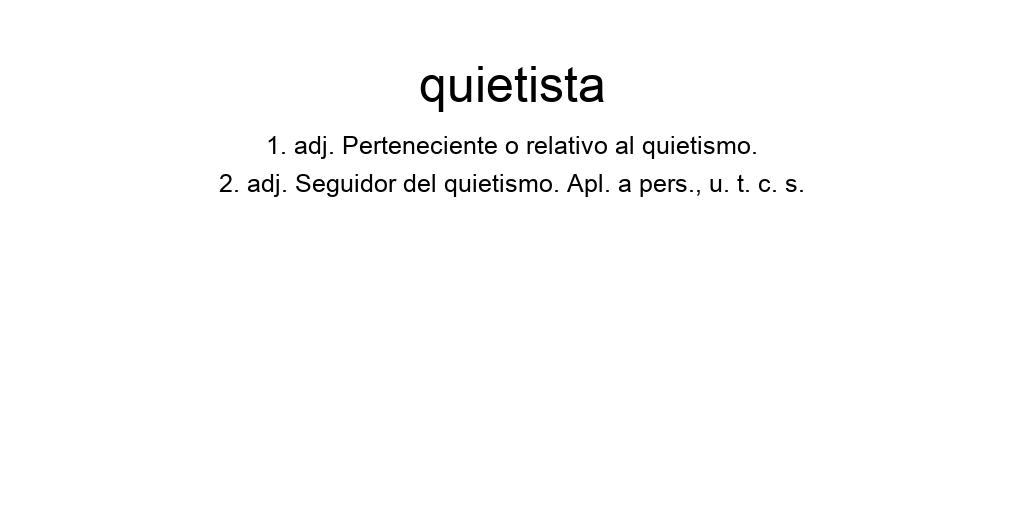 quietista
1. adj. Perteneciente o relativo al quietismo.
2. adj. Seguidor del quietismo. Apl. a pers., u. t. c. s.